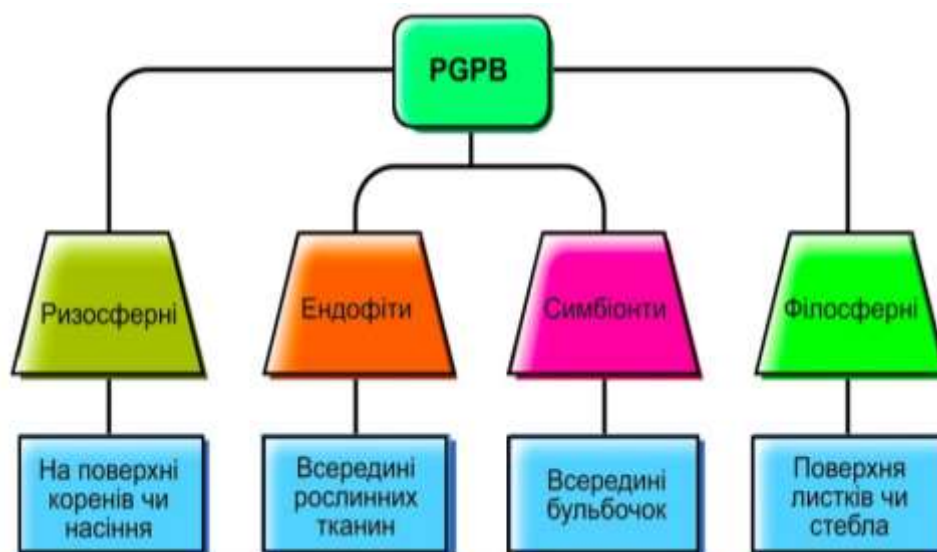 PGPB
Ризосферні
Ендофіти
Симбіонти
Філосферні
На поверхні
коренів чи
насіння
Всередині
рослинних
тканин
Всередині
бульбочок
Поверхня
листків чи
стебла